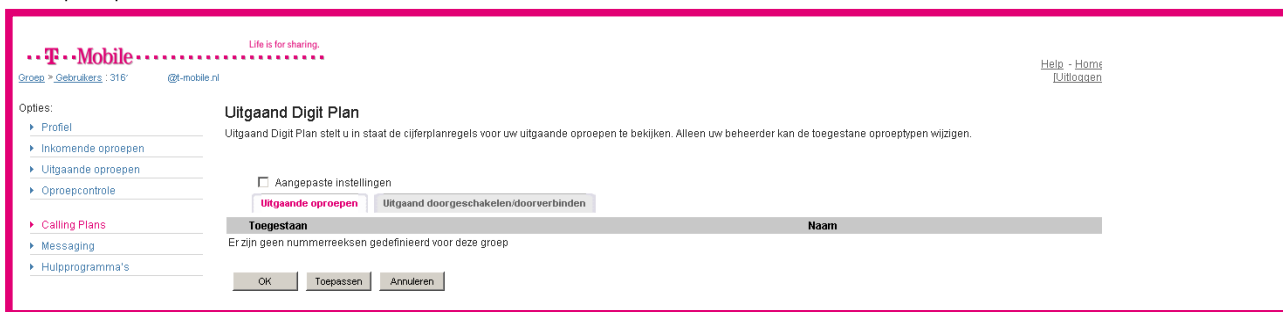 Life is for sharing.
··T··Mobile·········
Groep > Gebruikers : 316 @t-mobile.nl
Help - Home
[Uitloggen
Opties:
Profiel
Inkomende oproepen
Uitgaande oproepen
Oproepcontrole
Calling Plans
Messaging
Hulpprogramma's
Uitgaand Digit Plan
Uitgaand Digit Plan stelt u in staat de cijferplanregels voor uw uitgaande oproepen te bekijken. Alleen uw beheerder kan de toegestane oproeptypen wijzigen.
Aangepaste instellingen
Uitgaande oproepen Uitgaand doorgeschakelen/doorverbinden
Toegestaan Naam
Er zijn geen nummerreeksen gedefinieerd voor deze groep
OK Toepassen Annuleren